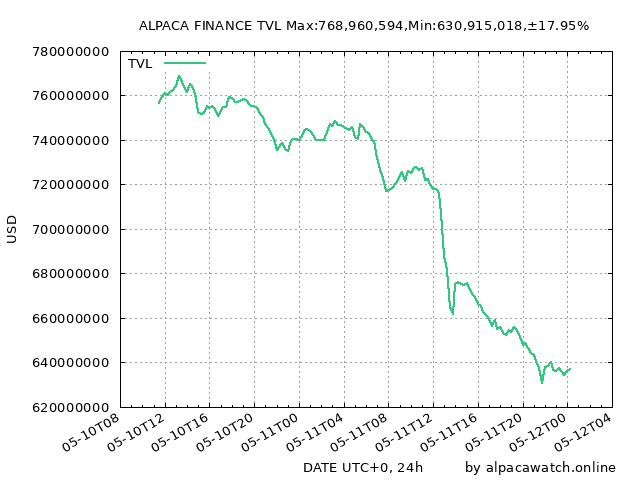 ALPACA FINANCE TVL Max:768,960,594,Min:630,915,018,±17.95%
TVL
780000000
760000000
740000000
720000000
700000000
680000000
660000000
640000000
620000000
USD
05-10T08
05-10T12
05-10T16
05-10T20
05-11T00
05-11T04
05-11T08
05-11T12
05-11T16
05-11T20
05-12T00
05-12T04
DATE UTC+0, 24h
by alpacawatch.online